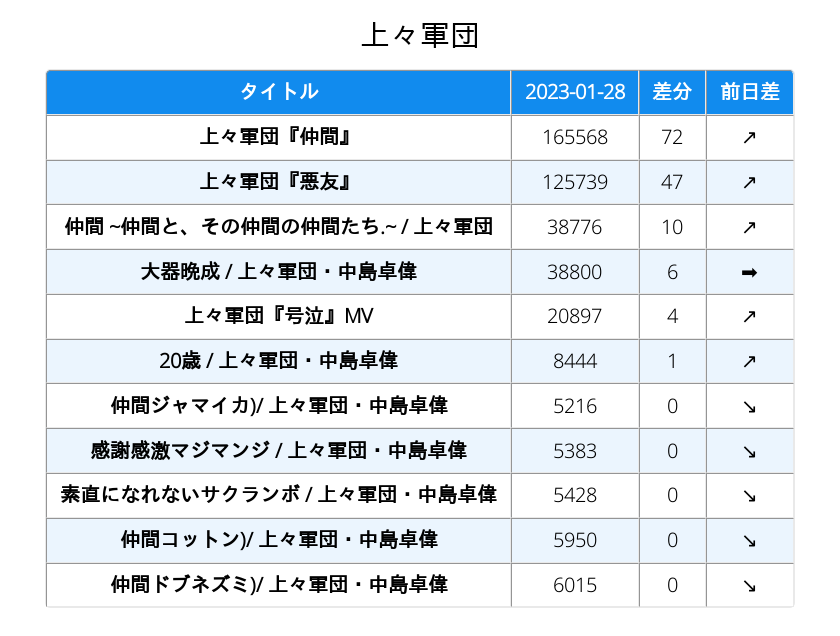 上々軍団
タイトル 2023-01-28 差分 前日差
上々軍団『仲間』 165568 72 ↗
上々軍団『悪友』 125739 47 ↗
仲間 ~仲間と、その仲間の仲間たち.~ / 上々軍団 38776 10 ↗
大器晩成 / 上々軍団・中島卓偉 38800 6 ➡
上々軍団『号泣』MV 20897 4 ↗
20歳 / 上々軍団・中島卓偉 8444 1 ↗
仲間ジャマイカ)/ 上々軍団・中島卓偉 5216 0 ↘
感謝感激マジマンジ / 上々軍団・中島卓偉 5383 0 ↘
素直になれないサクランボ / 上々軍団・中島卓偉 5428 0 ↘
仲間コットン)/ 上々軍団・中島卓偉 5950 0 ↘
仲間ドブネズミ)/ 上々軍団・中島卓偉 6015 0 ↘